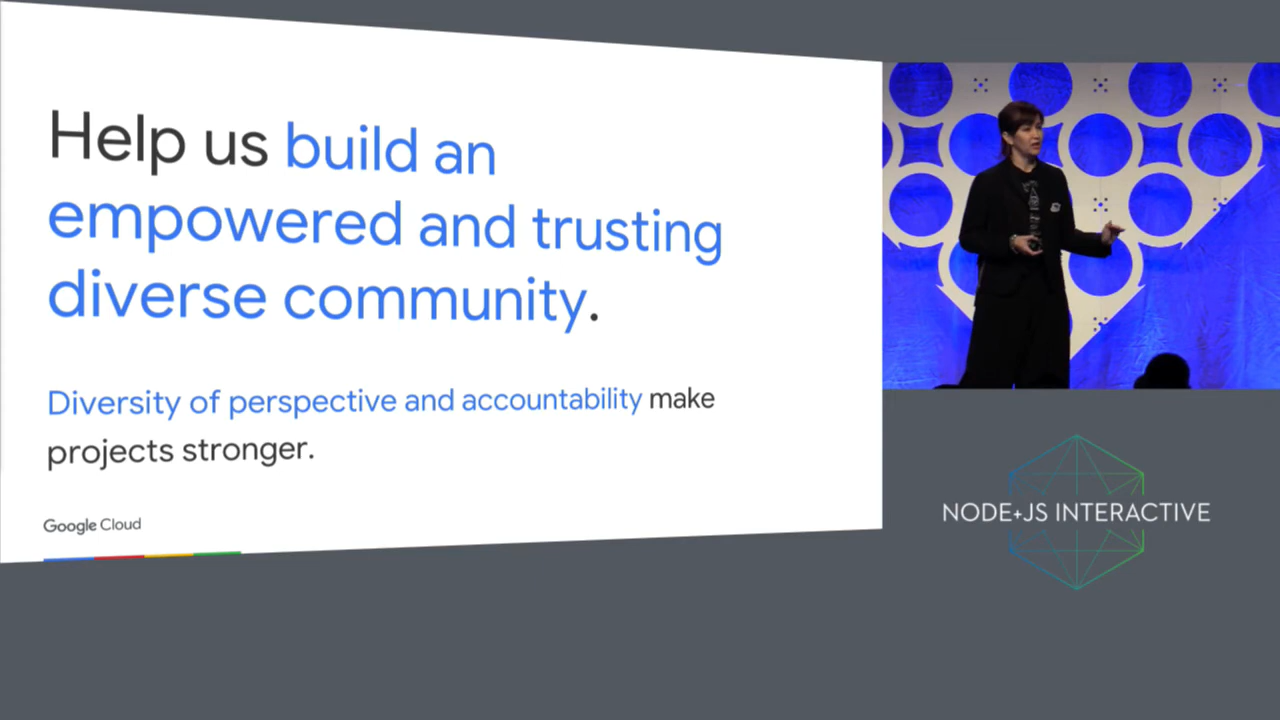 Help us build an
empowered and trusting
diverse community.
Diversity of perspective and accountability make
projects stronger.
Google Cloud
NODE+JS INTERACTIVE